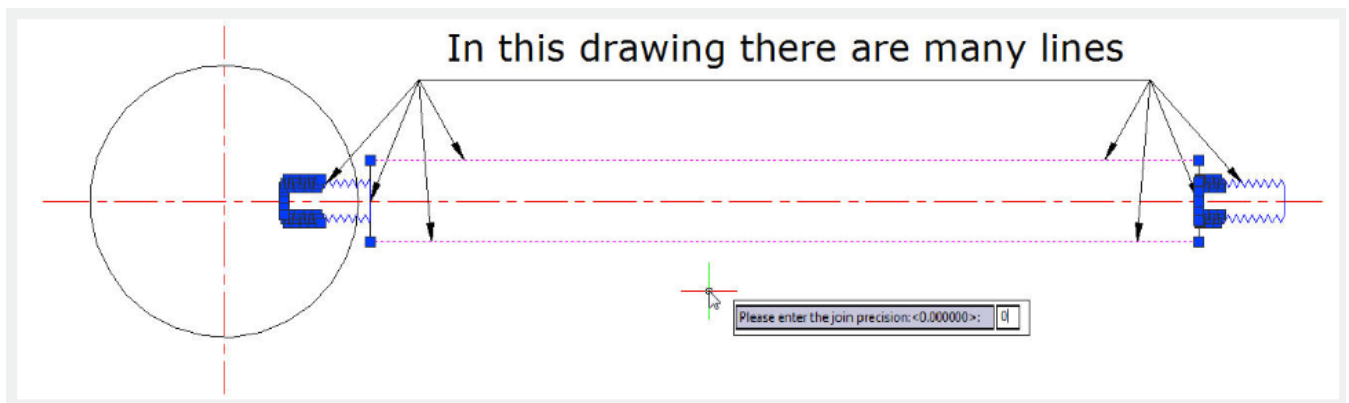 In this drawing there are many lines
Please enter the join precision:<0.000000>: 0